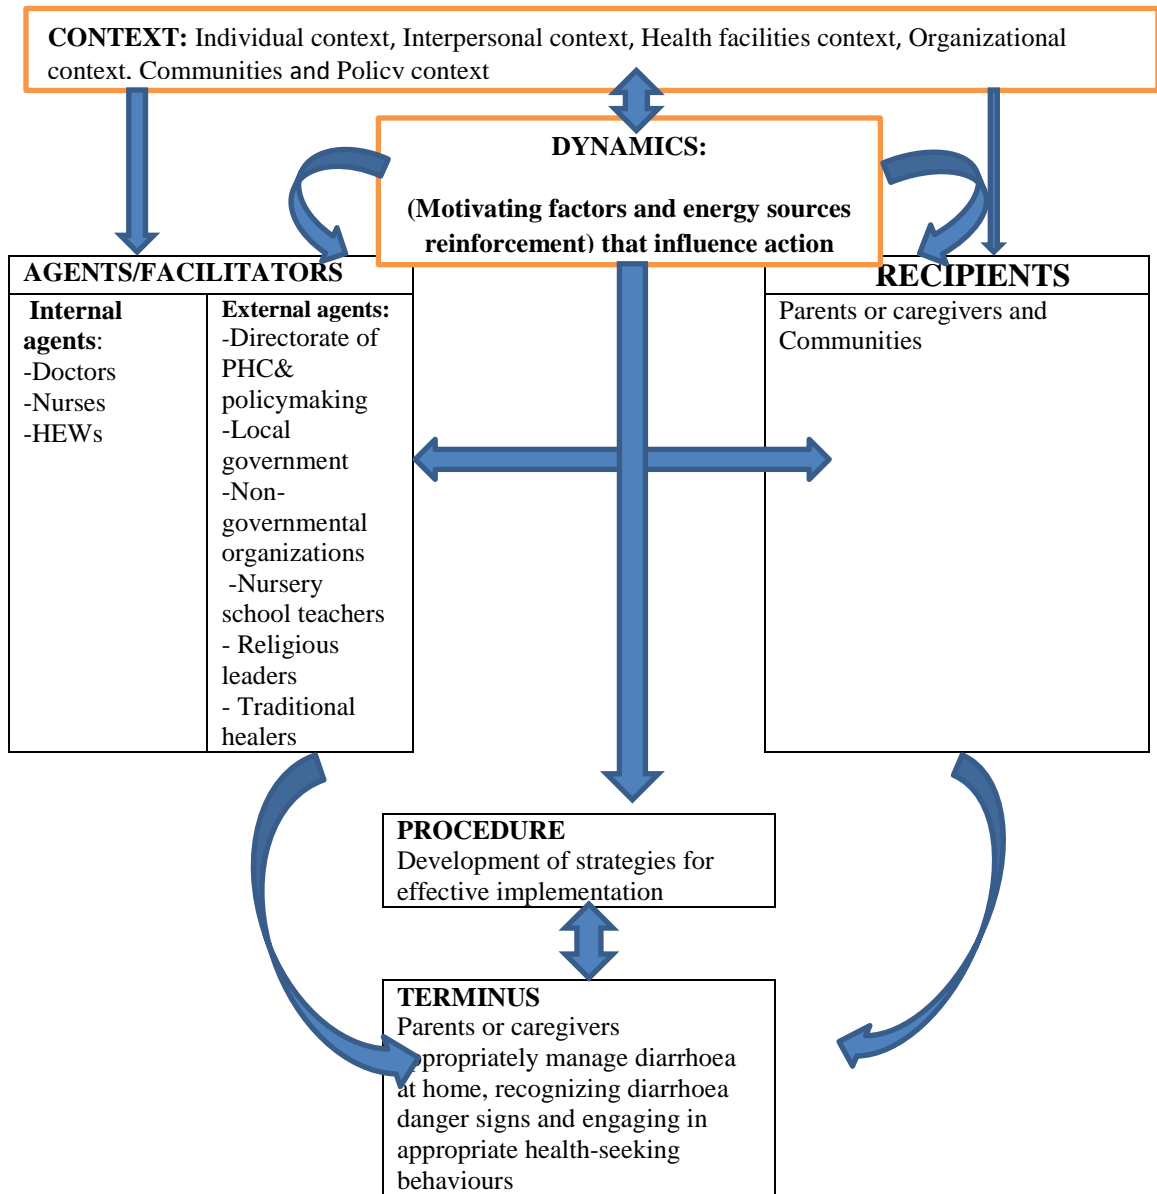 CONTEXT: Individual context, Interpersonal context, Health facilities context, Organizational
context, Communities and Policy context
DYNAMICS:
(Motivating factors and energy sources
reinforcement) that influence action
AGENTS/FACILITATORS
Internal
agents:
-Doctors
-Nurses
-HEWs
External agents:
-Directorate of
PHC&
policymaking
-Local
government
-Non-
governmental
organizations
-Nursery
school teachers
- Religious
leaders
- Traditional
healers
RECIPIENTS
Parents or caregivers and
Communities
PROCEDURE
Development of strategies for
effective implementation
TERMINUS
Parents or caregivers
appropriately manage diarrhoea
at home, recognizing diarrhoea
danger signs and engaging in
appropriate health-seeking
behaviours